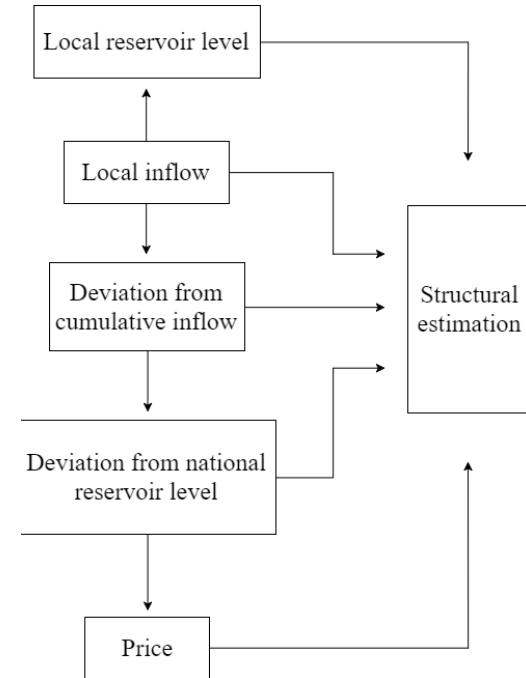 Local reservoir level
Local inflow
Deviation from
cumulative inflow
Structural
estimation
Deviation from national
reservoir level
Price